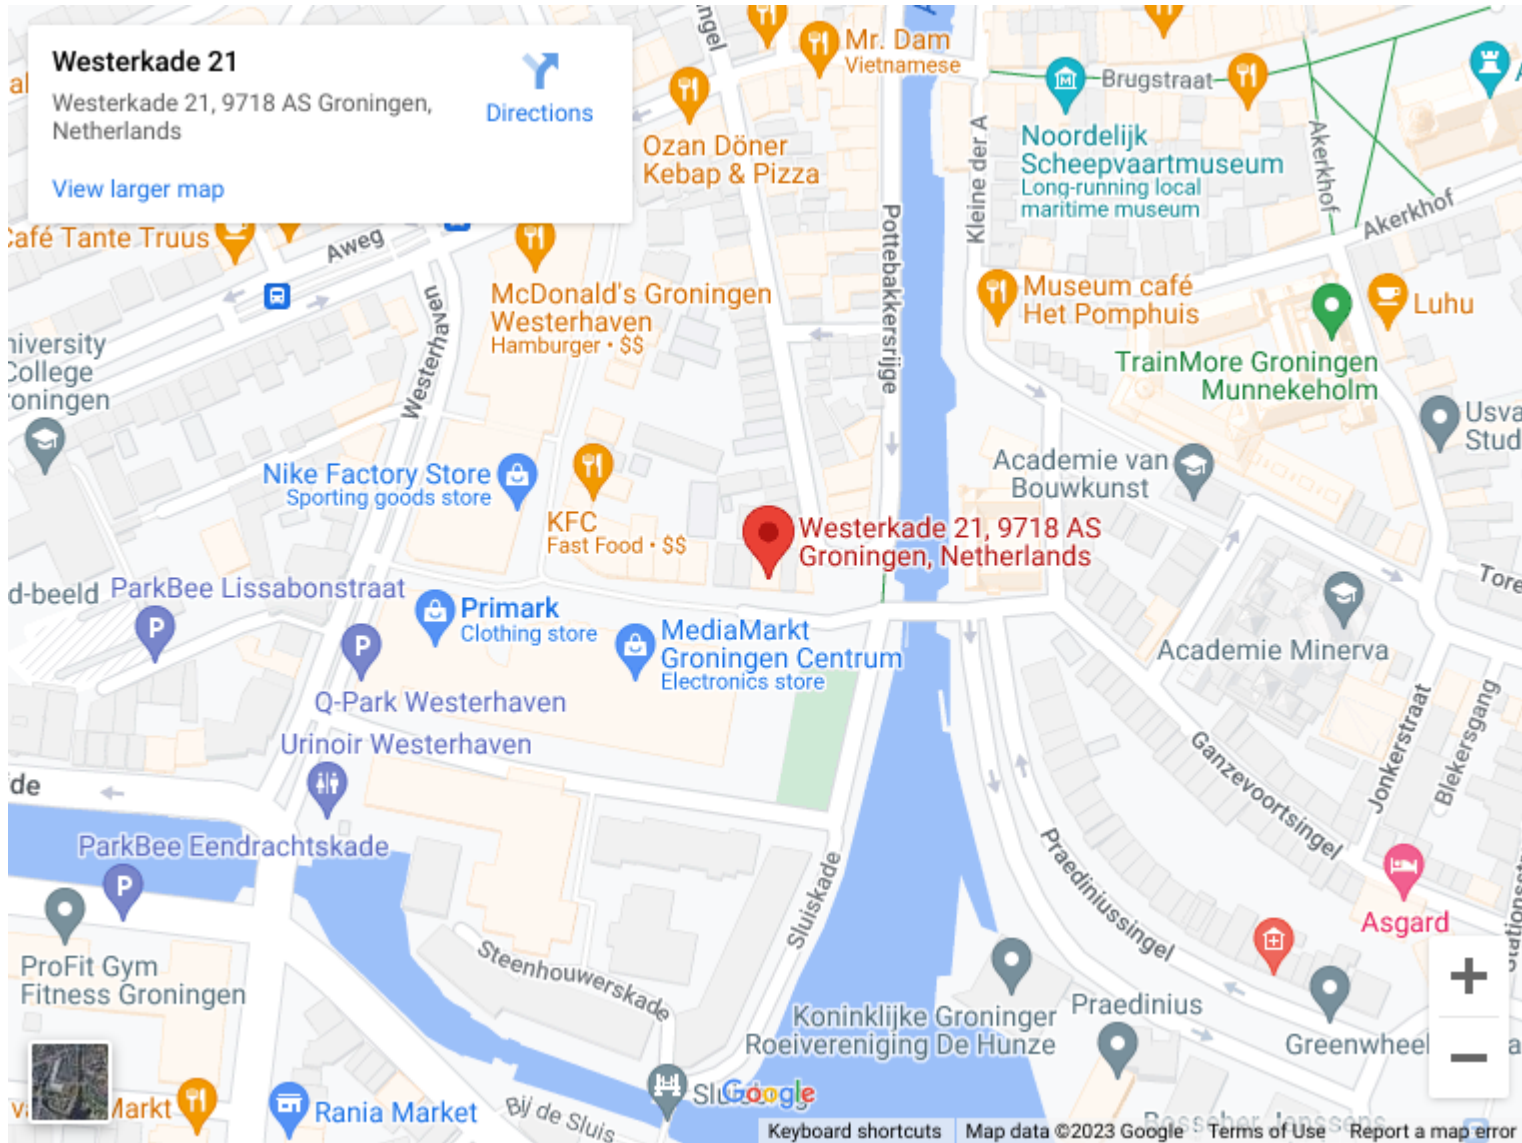 Westerkade 21
Westerkade 21, 9718 AS Groningen,
Netherlands
Directions
View larger map
Mr. Dam
Vietnamese
Brugstraat
Ozan Döner
Kebap & Pizza
Noordelijk
Scheepvaartmuseum
Long-running local
maritime museum
Kleine der A
Akerkhof
Akerkhof
Café Tante Truus
Aweg
Pottebakkersrijge
McDonald's Groningen
Westerhaven
Hamburger • $$
Museum café
Het Pomphuis
Luhu
Westerhaven
College
TrainMore Groningen
Munnekeholm
Nike Factory Store
Sporting goods store
KFC
Fast Food • $$
Academie van
Bouwkunst
Westerkade 21, 9718 AS
Groningen, Netherlands
d-beeld
ParkBee Lissabonstraat
P
Primark
Clothing store
MediaMarkt
Groningen Centrum
Electronics store
P
Q-Park Westerhaven
Academie Minerva
Urinoir Westerhaven
Ganzevoortsingel
Jonkerstraat
Blekersgang
ParkBee Eendrachtskade
P
Sluiskade
Praediniussingel
Asgard
Steenhouwerskade
ProFit Gym
Fitness Groningen
Koninklijke Groninger
Roeivereniging De Hunze
Praedinius
Greenwheel
+
−
Rania Market
Bij de Sluis
Google
Keyboard shortcuts
Map data ©2023 Google
Terms of Use
Report a map error